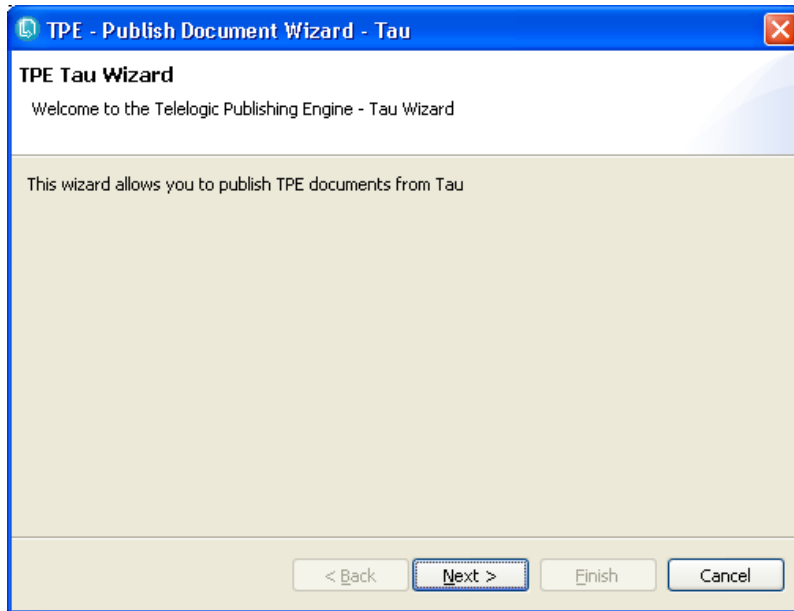 TPE - Publish Document Wizard - Tau
TPE Tau Wizard
Welcome to the Telelogic Publishing Engine - Tau Wizard
This wizard allows you to publish TPE documents from Tau
< Back Next > Finish Cancel